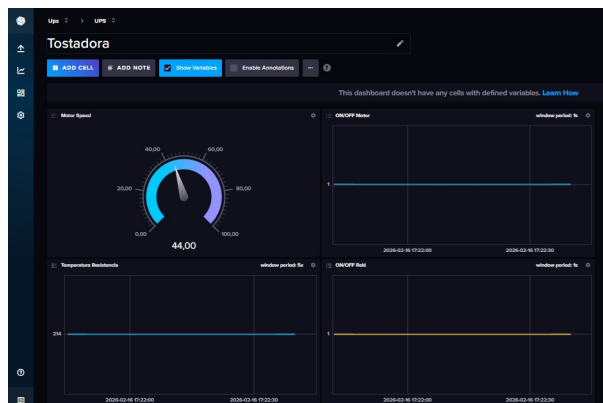 Ups > UPS
Tostadora
ADD CELL ADD NOTE Show Variables Enable Annotations ...
This dashboard doesn't have any cells with defined variables. Learn How
Motor Speed
40,00 60,00
20,00 80,00
0,00 100,00
44,00
ON/OFF Motor window period: 1s
1
2026-02-16 17:22:00 2026-02-16 17:22:30
Temperatura Resistencia window period: 1s
214
2026-02-16 17:22:00 2026-02-16 17:22:30
ON/OFF Relé window period: 1s
1
2026-02-16 17:22:00 2026-02-16 17:22:30